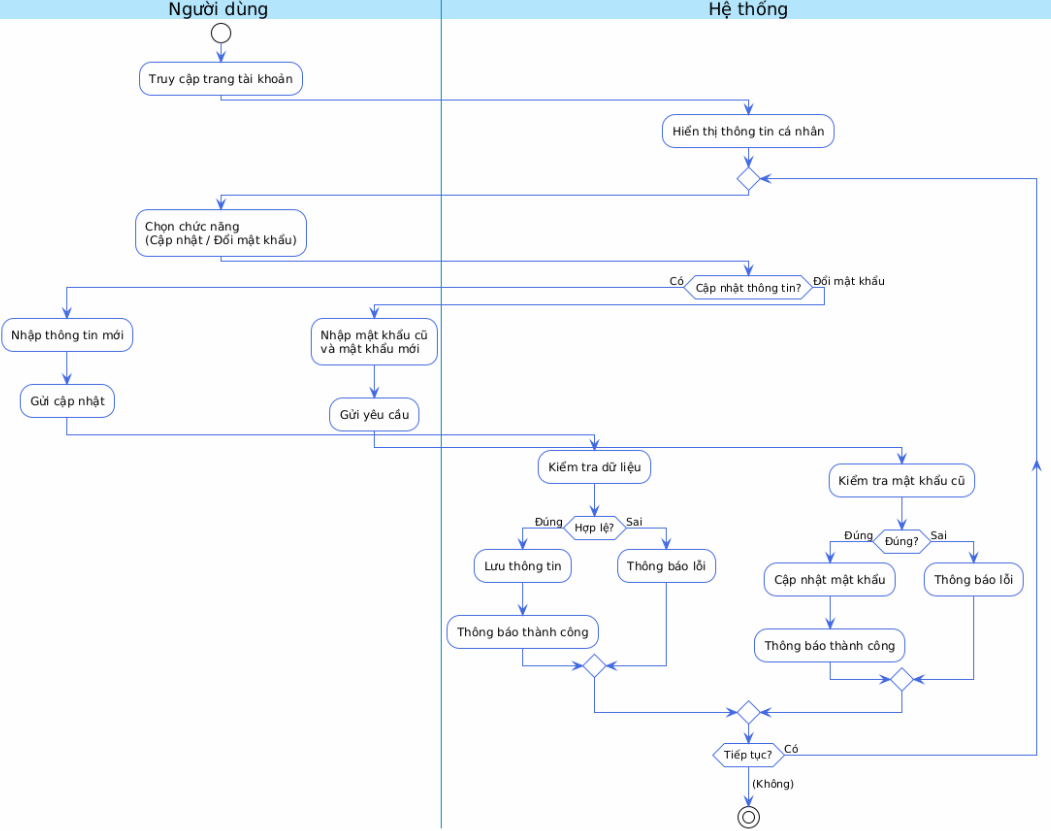 Người dùng
Hệ thống
Truy cập trang tài khoản
Hiển thị thông tin cá nhân
Chọn chức năng
(Cập nhật / Đổi mật khẩu)
Có
Cập nhật thông tin?
Đổi mật khẩu
Nhập thông tin mới
Nhập mật khẩu cũ
và mật khẩu mới
Gửi cập nhật
Gửi yêu cầu
Kiểm tra dữ liệu
Kiểm tra mật khẩu cũ
Đúng
Hợp lệ?
Sai
Đúng
Đúng?
Sai
Lưu thông tin
Thông báo lỗi
Cập nhật mật khẩu
Thông báo lỗi
Thông báo thành công
Thông báo thành công
Tiếp tục?
Có
(Không)